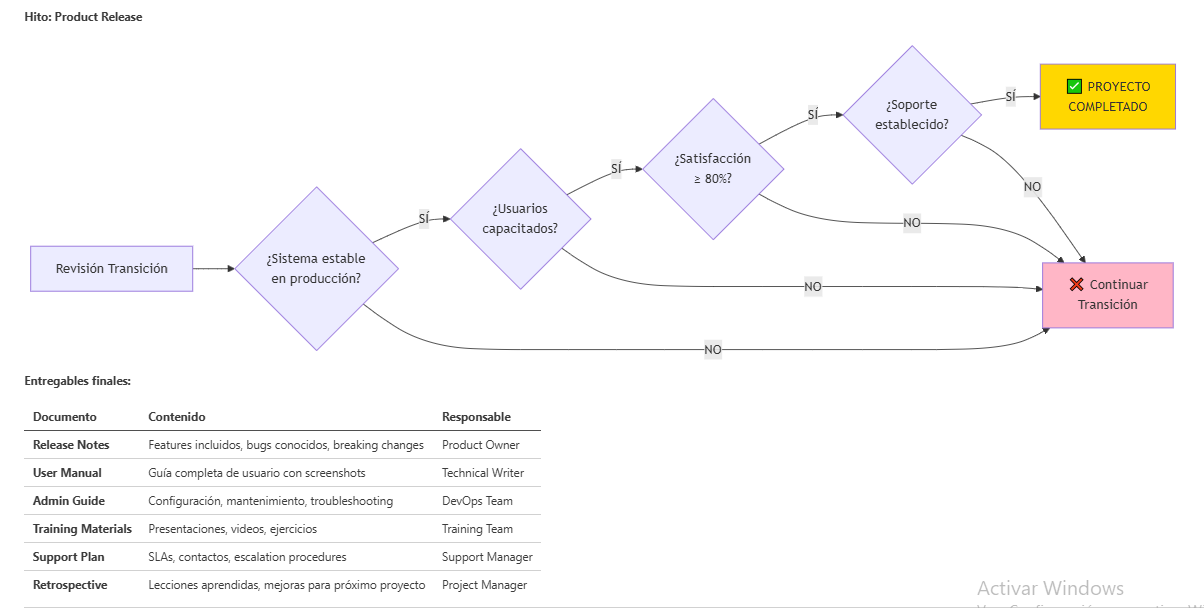 Hito: Product Release
Revisión Transición
¿Sistema estable
en producción?
SÍ
¿Usuarios
capacitados?
SÍ
¿Satisfacción
≥ 80%?
SÍ
¿Soporte
establecido?
SÍ
✅ PROYECTO
COMPLETADO
NO
NO
NO
NO
❌ Continuar
Transición
Entregables finales:
Documento Contenido Responsable
Release Notes Features incluidos, bugs conocidos, breaking changes Product Owner
User Manual Guía completa de usuario con screenshots Technical Writer
Admin Guide Configuración, mantenimiento, troubleshooting DevOps Team
Training Materials Presentaciones, videos, ejercicios Training Team
Support Plan SLAs, contactos, escalation procedures Support Manager
Retrospective Lecciones aprendidas, mejoras para próximo proyecto Project Manager
Activar Windows